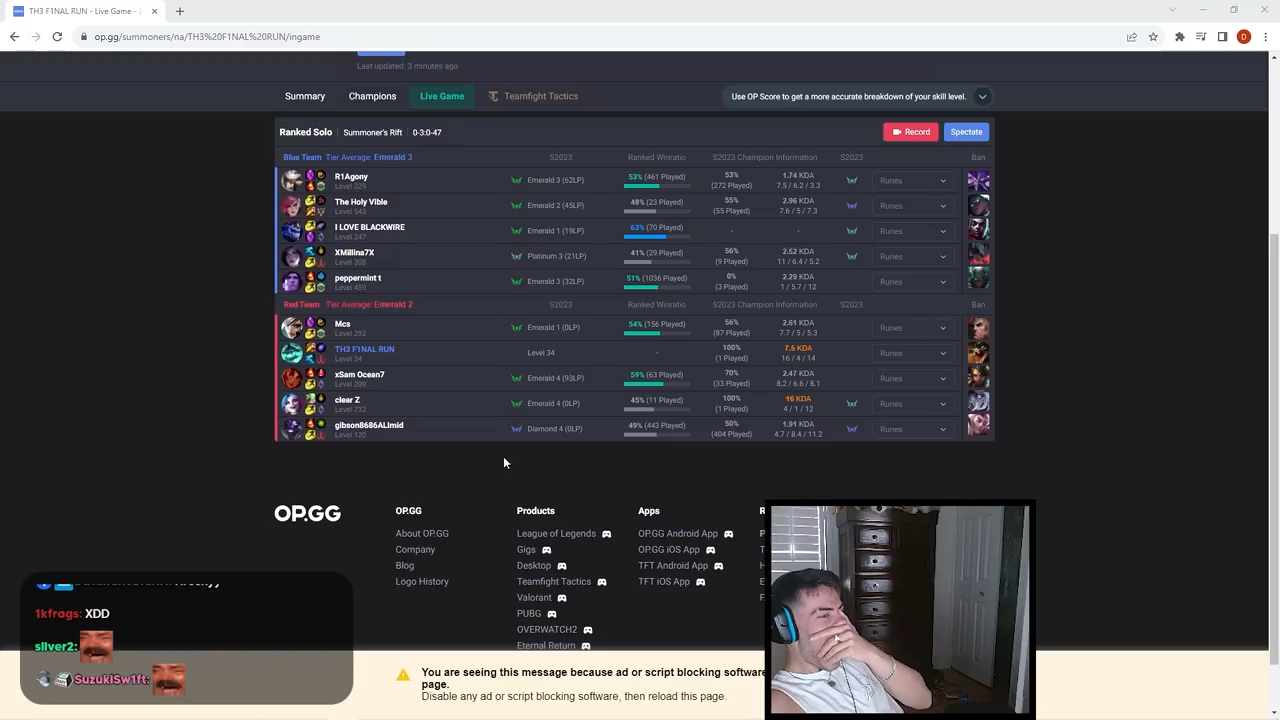 TH3 F1NAL RUN - Live Game -
op.gg/summoners/na/TH3%20F1NAL%20RUN/ingame
D
Last updated: 3 minutes ago
Summary Champions Live Game Teamfight Tactics
Use OP Score to get a more accurate breakdown of your skill level.
Ranked Solo Summoner's Rift 0-3:0-47 Record Spectate
Blue Team Tier Average: Emerald 3 S2023 Ranked Winratio S2023 Champion Information S2023 Ban
R1Agony Level 229 Emerald 3 (62LP) 53% (461 Played) 53% (272 Played) 1.74 KDA 7.5 / 6.2 / 3.3 Runes
The Holy Vible Level 543 Emerald 2 (45LP) 48% (23 Played) 55% (55 Played) 2.96 KDA 7.6 / 5 / 7.3 Runes
I LOVE BLACKWIRE Level 247 Emerald 1 (19LP) 63% (70 Played) - - Runes
XMillina7X Level 308 Platinum 3 (21LP) 41% (29 Played) 56% (9 Played) 2.52 KDA 11 / 6.4 / 5.2 Runes
peppermint t Level 459 Emerald 3 (32LP) 51% (1036 Played) 0% (3 Played) 2.29 KDA 1 / 5.7 / 12 Runes
Red Team Tier Average: Emerald 2 S2023 Ranked Winratio S2023 Champion Information S2023 Ban
Mcs Level 292 Emerald 1 (0LP) 54% (156 Played) 56% (87 Played) 2.61 KDA 7.7 / 5 / 5.3 Runes
TH3 F1NAL RUN Level 34 Level 34 - 100% (1 Played) 7.5 KDA 16 / 4 / 14 Runes
xSam Ocean7 Level 209 Emerald 4 (93LP) 59% (63 Played) 70% (33 Played) 2.47 KDA 8.2 / 6.6 / 8.1 Runes
clear Z Level 732 Emerald 4 (0LP) 45% (11 Played) 100% (1 Played) 16 KDA 4 / 1 / 12 Runes
gibson8686ALlmid Level 120 Diamond 4 (0LP) 49% (443 Played) 50% (404 Played) 1.91 KDA 4.7 / 8.4 / 11.2 Runes
OP.GG
OP.GG Products Apps
About OP.GG League of Legends OP.GG Android App
Company Gigs OP.GG iOS App
Blog Desktop TFT Android App
Logo History Teamfight Tactics TFT iOS App
Valorant
PUBG
OVERWATCH2
Eternal Return
1kfrags: XDD
sllver2:
SuzukiSw1ft:
You are seeing this message because ad or script blocking software
page.
Disable any ad or script blocking software, then reload this page.